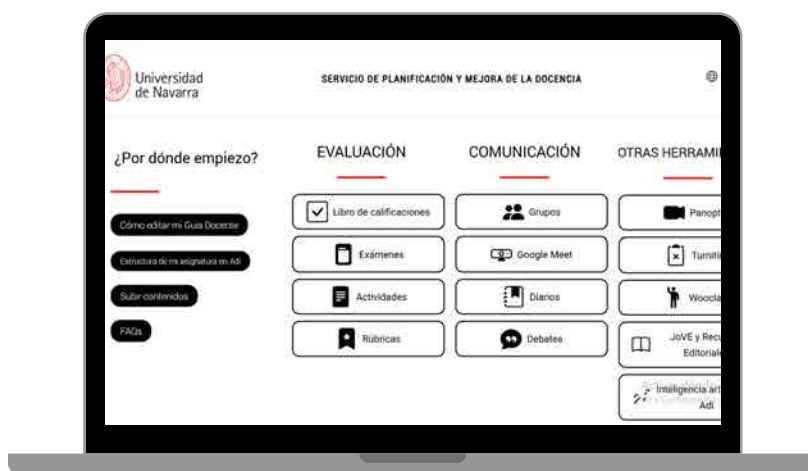 Universidad
de Navarra
SERVICIO DE PLANIFICACIÓN Y MEJORA DE LA DOCENCIA
¿Por dónde empiezo?
Cómo editar mi Guía Docente
Estructura de mi asignatura en Adi
Subir contenidos
FAQs
EVALUACIÓN
Libro de calificaciones
Exámenes
Actividades
Rúbricas
COMUNICACIÓN
Grupos
Google Meet
Diarios
Debates
OTRAS HERRAMI
Panopt
Turniti
Woocla
JoVE y Recu
Editoriale
Inteligencia art
Adi